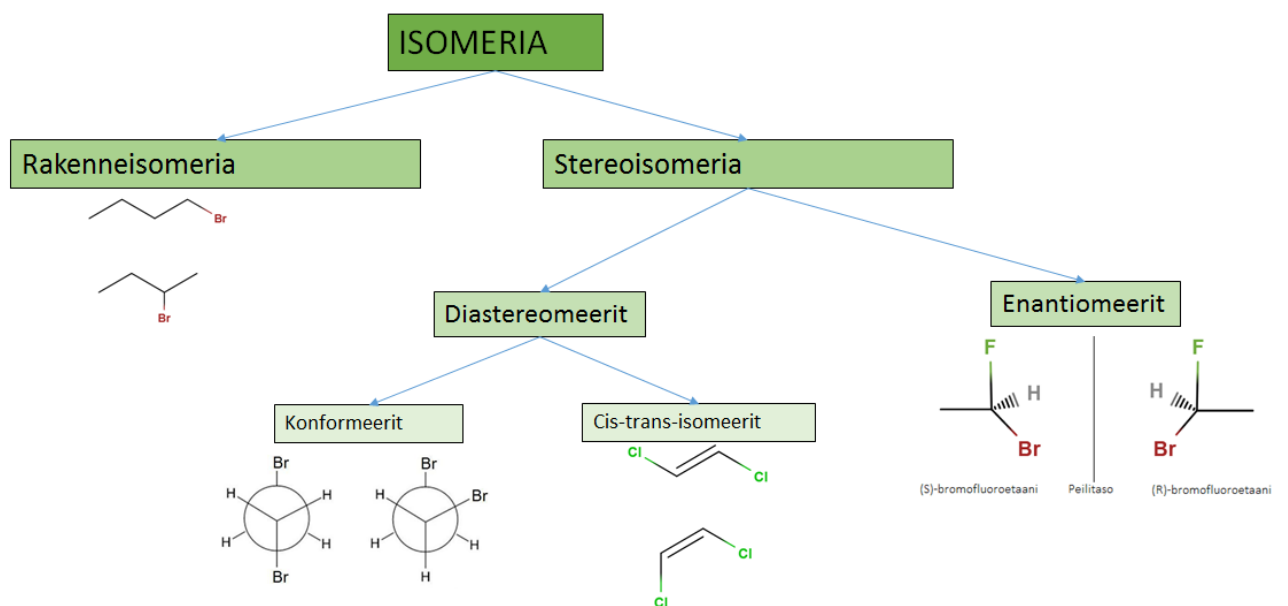 ISOMERIA
Rakenneisomeria
Stereoisomeria
Br
Br
Diastereomeerit
Enantiomeerit
Konformeerit
Cis-trans-isomeerit
F
H
Br
F
H
Br
(S)-bromofluoroetaani
Peilitaso
(R)-bromofluoroetaani
Br
H
H
H
H
Br
Br
H
Br
H
H
H
Cl
Cl
Cl
Cl